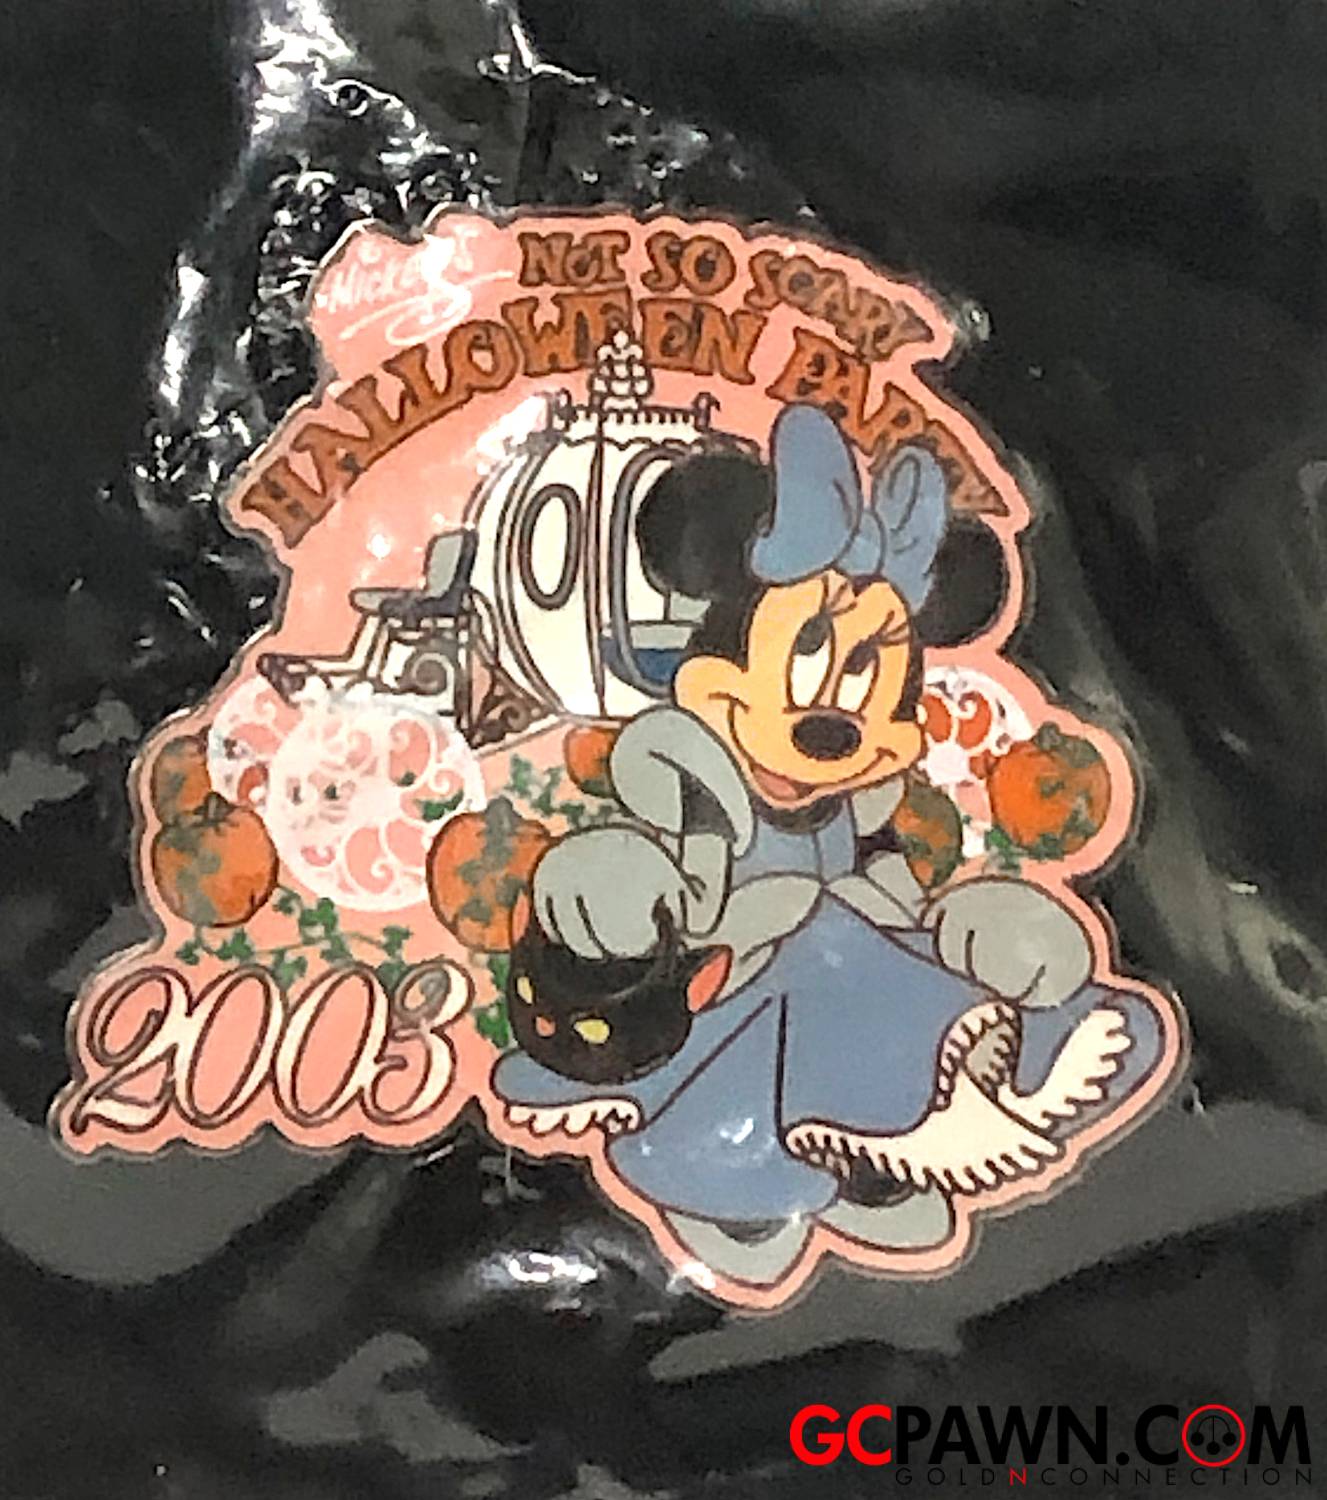 MICKEY'S NOT SO SCARY
HALLOWEEN PARTY
2003
GCPAWN.COM
GOLDNCONNECTION